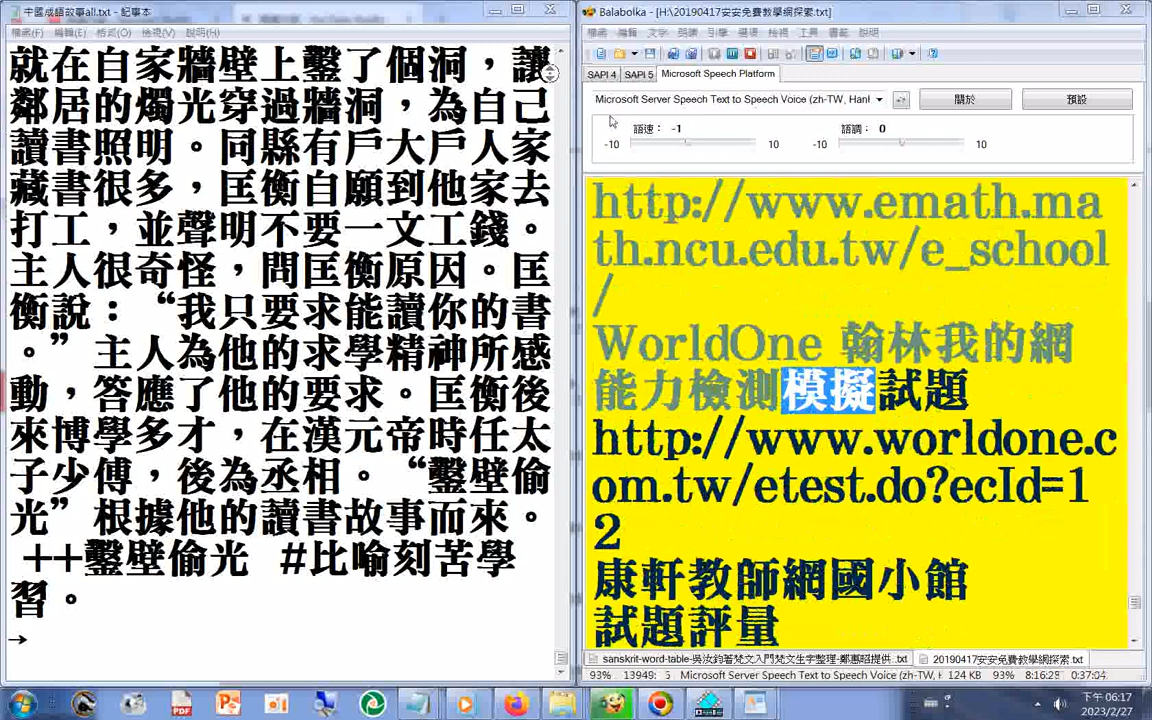 中國成語故事all.txt - 記事本
檔案(F) 編輯(E) 格式(O) 檢視(V) 說明(H)
就在自家牆壁上鑿了個洞，讓
鄰居的燭光穿過牆洞，為自己
讀書照明。同縣有戶大戶人家
藏書很多，匡衡自願到他家去
打工，並聲明不要一文工錢。
主人很奇怪，問匡衡原因。匡
衡說：“我只要求能讀你的書
。”主人為他的求學精神所感
動，答應了他的要求。匡衡後
來博學多才，在漢元帝時任太
子少傅，後為丞相。“鑿壁偷
光”根據他的讀書故事而來。
++鑿壁偷光 #比喻刻苦學
習。
→
Balabolka - [H:\20190417安安免費教學網探索.txt]
檔案 編輯 文字 朗讀 引擎 選項 檢視 工具 書籤 說明
SAPI 4 SAPI 5 Microsoft Speech Platform
Microsoft Server Speech Text to Speech Voice (zh-TW, Hanl 關於 預設
語速： -1 語調： 0
-10 10 -10 10
http://www.emath.ma
th.ncu.edu.tw/e_school
/
WorldOne 翰林我的網
能力檢測模擬試題
http://www.worldone.c
om.tw/etest.do?ecId=1
2
康軒教師網國小館
試題評量
sanskrit-word-table-吳汝鈞著梵文入門梵文生字整理-鄭惠昭提供..txt 20190417安安免費教學網探索.txt
93% 13949: Microsoft Server Speech Text to Speech Voice (zh-TW, H 124 KB 93% 8:16:28 0:37:04
下午 06:17
2023/2/27